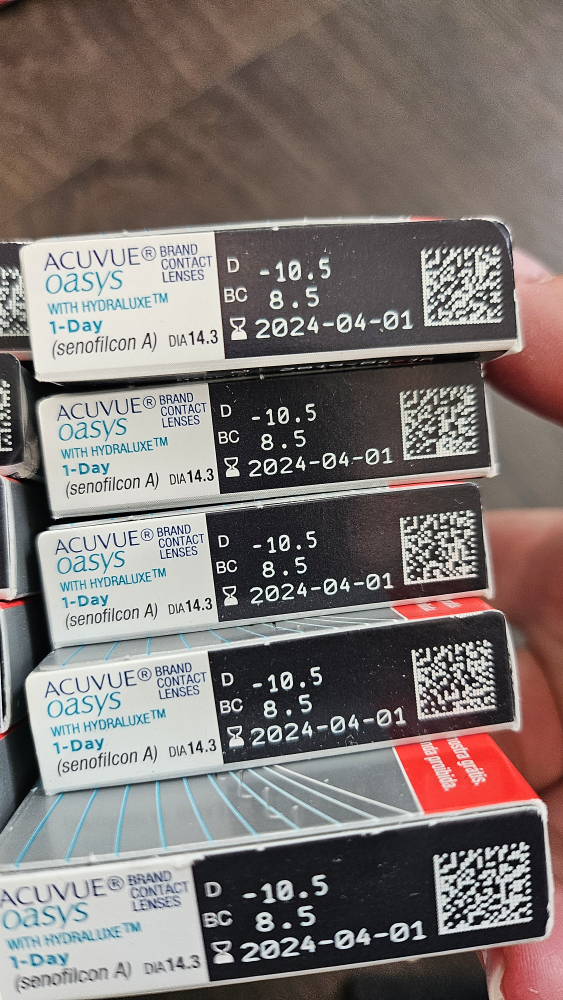 ACUVUE® BRAND CONTACT LENSES
oasys
WITH HYDRALUXE™
1-Day
(senofilcon A) DIA14.3
D -10.5
BC 8.5
2024-04-01
ACUVUE® BRAND CONTACT LENSES
oasys
WITH HYDRALUXE™
1-Day
(senofilcon A) DIA14.3
D -10.5
BC 8.5
2024-04-01
ACUVUE® BRAND CONTACT LENSES
oasys
WITH HYDRALUXE™
1-Day
(senofilcon A) DIA14.3
D -10.5
BC 8.5
2024-04-01
ACUVUE® BRAND CONTACT LENSES
oasys
WITH HYDRALUXE™
1-Day
(senofilcon A) DIA14.3
D -10.5
BC 8.5
2024-04-01
grátis.
proibida.
ACUVUE® BRAND CONTACT LENSES
oasys
WITH HYDRALUXE™
1-Day
(senofilcon A) DIA14.3
D -10.5
BC 8.5
2024-04-01